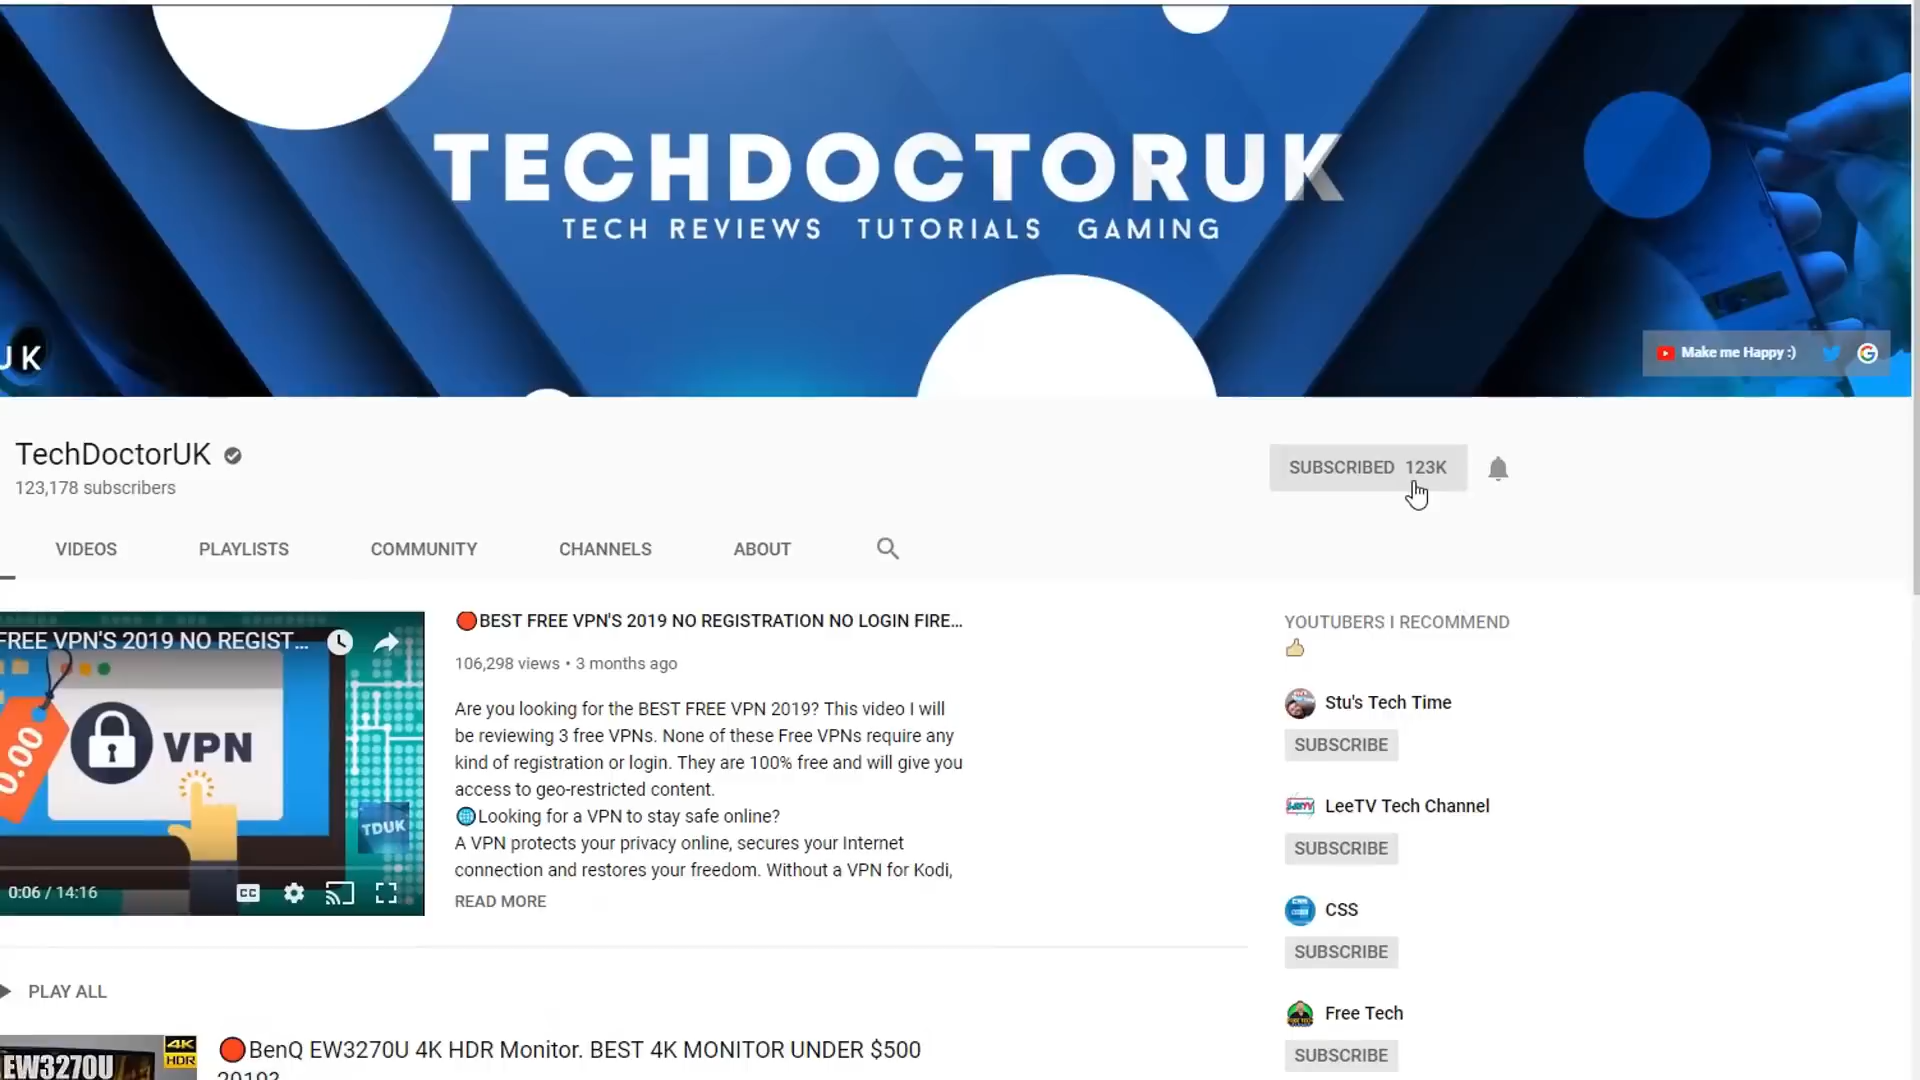 TECHDOCTORUK
TECH REVIEWS TUTORIALS GAMING
UK
Make me Happy :)
TechDoctorUK
123,178 subscribers
SUBSCRIBED 123K
VIDEOS PLAYLISTS COMMUNITY CHANNELS ABOUT
FREE VPN'S 2019 NO REGIST...
VPN
0.00
TDUK
0:06 / 14:16
CC
🔴BEST FREE VPN'S 2019 NO REGISTRATION NO LOGIN FIRE...
106,298 views • 3 months ago
Are you looking for the BEST FREE VPN 2019? This video I will
be reviewing 3 free VPNs. None of these Free VPNs require any
kind of registration or login. They are 100% free and will give you
access to geo-restricted content.
🌐Looking for a VPN to stay safe online?
A VPN protects your privacy online, secures your Internet
connection and restores your freedom. Without a VPN for Kodi,
READ MORE
YOUTUBERS I RECOMMEND
👍
Stu's Tech Time
SUBSCRIBE
LeeTV Tech Channel
SUBSCRIBE
CSS
SUBSCRIBE
Free Tech
SUBSCRIBE
PLAY ALL
EW3270U
4K
HDR
🔴BenQ EW3270U 4K HDR Monitor. BEST 4K MONITOR UNDER $500
2019?